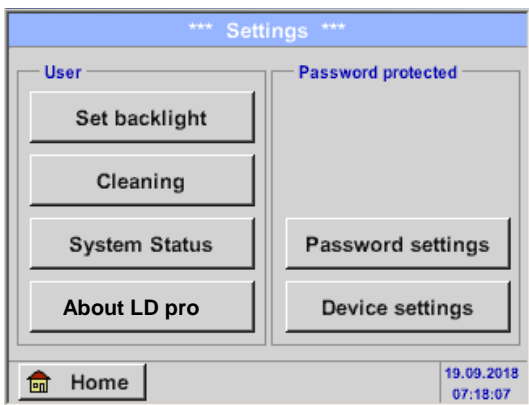 *** Settings ***
User
Set backlight
Cleaning
System Status
About LD pro
Password protected
Password settings
Device settings
Home
19.09.2018
07:18:07